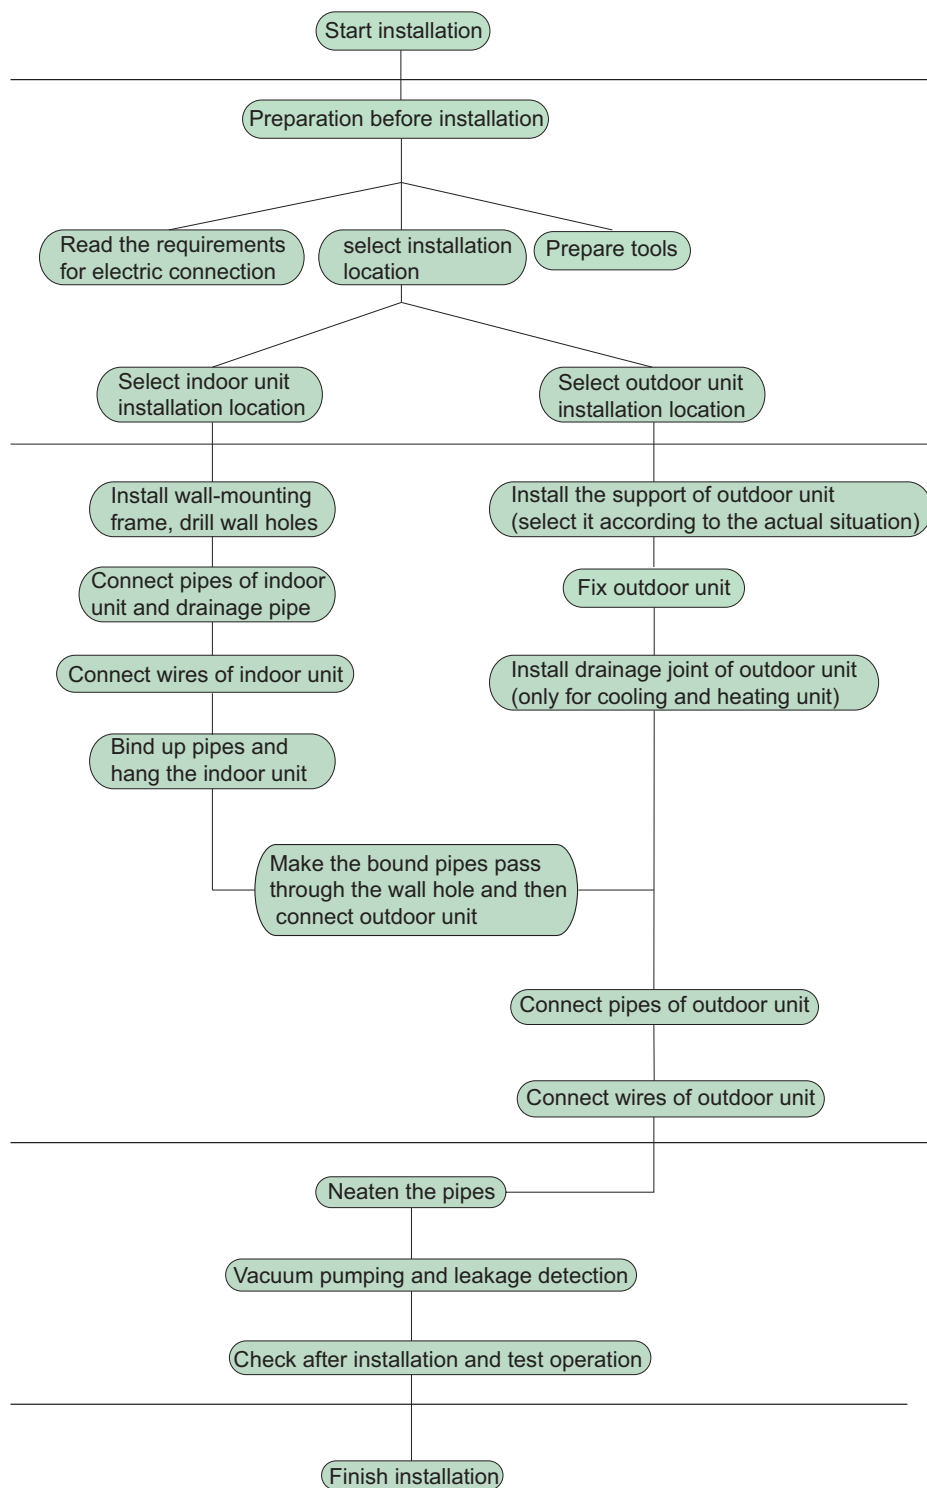 Start installation
Preparation before installation
Read the requirements
for electric connection
select installation
location
Prepare tools
Select indoor unit
installation location
Select outdoor unit
installation location
Install wall-mounting
frame, drill wall holes
Install the support of outdoor unit
(select it according to the actual situation)
Connect pipes of indoor
unit and drainage pipe
Fix outdoor unit
Connect wires of indoor unit
Install drainage joint of outdoor unit
(only for cooling and heating unit)
Bind up pipes and
hang the indoor unit
Make the bound pipes pass
through the wall hole and then
connect outdoor unit
Connect pipes of outdoor unit
Connect wires of outdoor unit
Neaten the pipes
Vacuum pumping and leakage detection
Check after installation and test operation
Finish installation